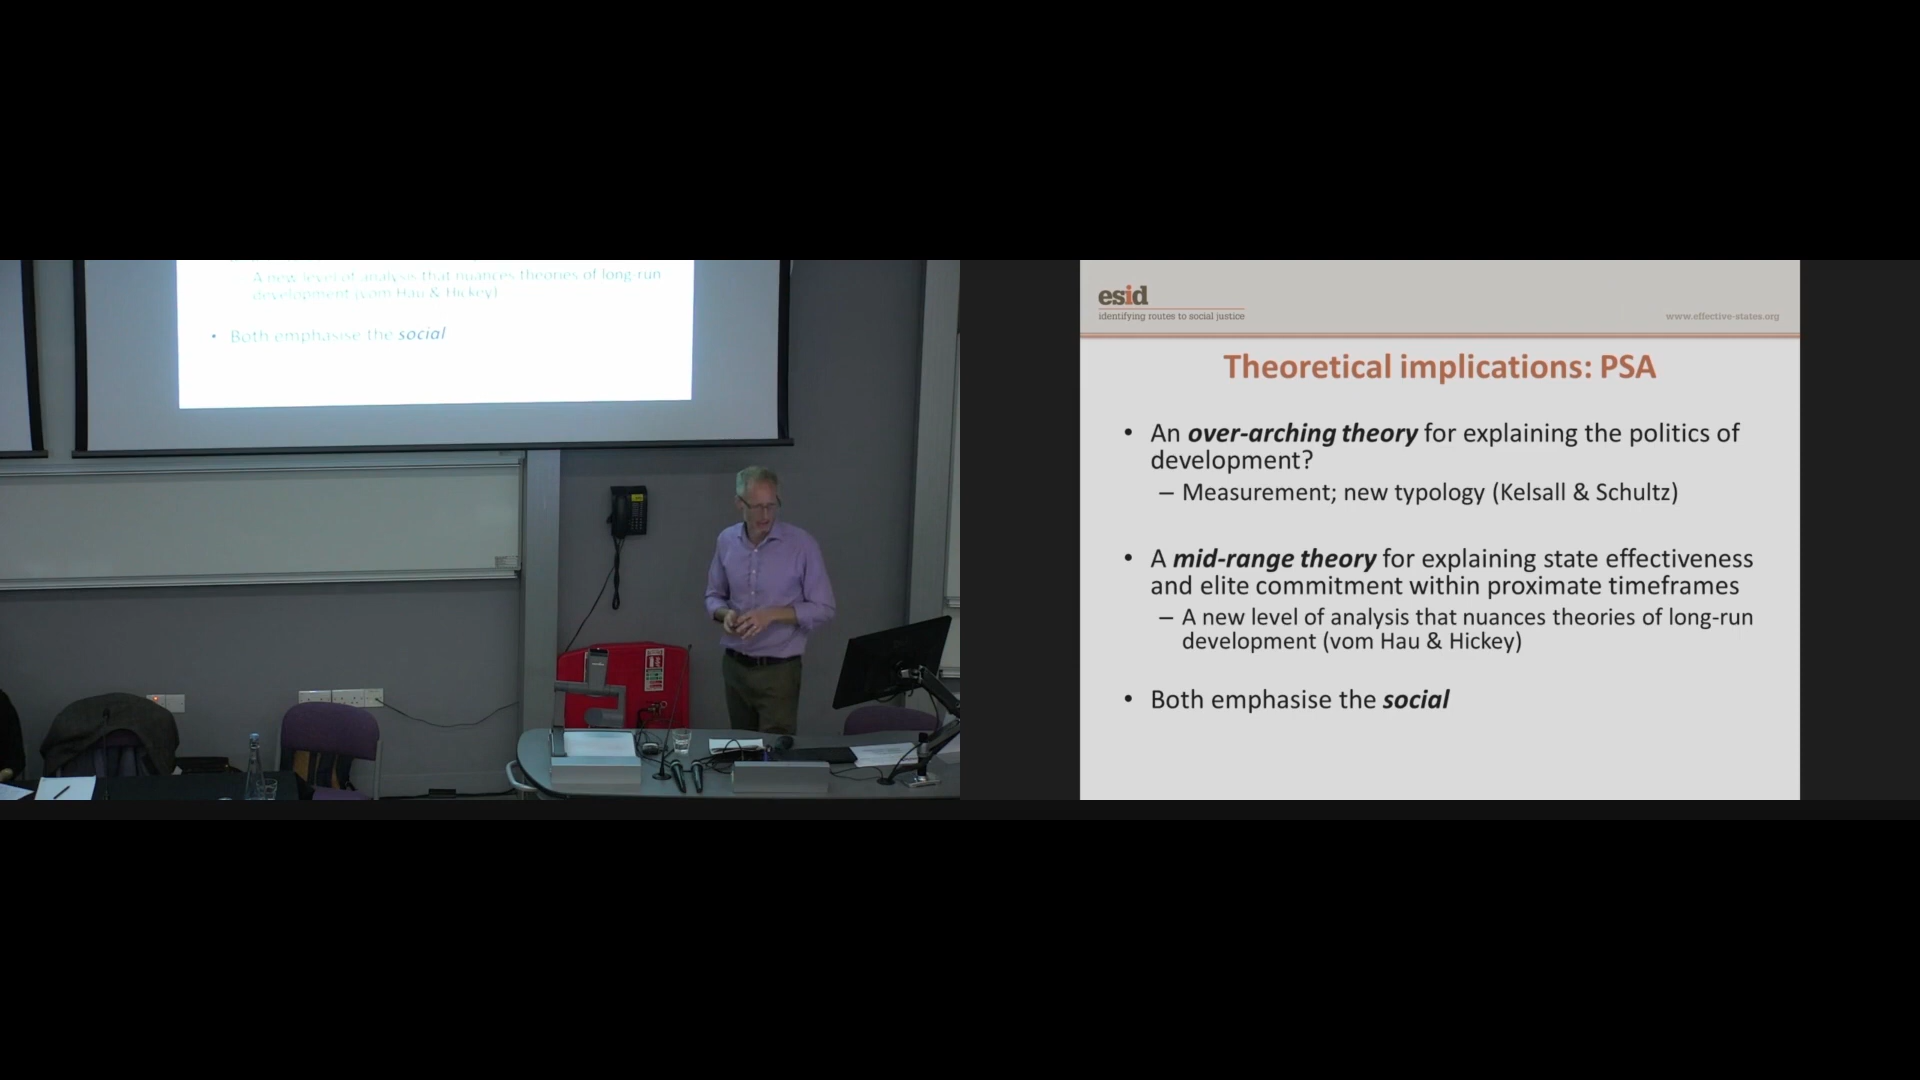 A new level of analysis that nuances theories of long-run
development (vom Hau & Hickey)
• Both emphasise the social
esid
identifying routes to social justice
www.effective-states.org
Theoretical implications: PSA
• An over-arching theory for explaining the politics of
development?
– Measurement; new typology (Kelsall & Schultz)
• A mid-range theory for explaining state effectiveness
and elite commitment within proximate timeframes
– A new level of analysis that nuances theories of long-run
development (vom Hau & Hickey)
• Both emphasise the social